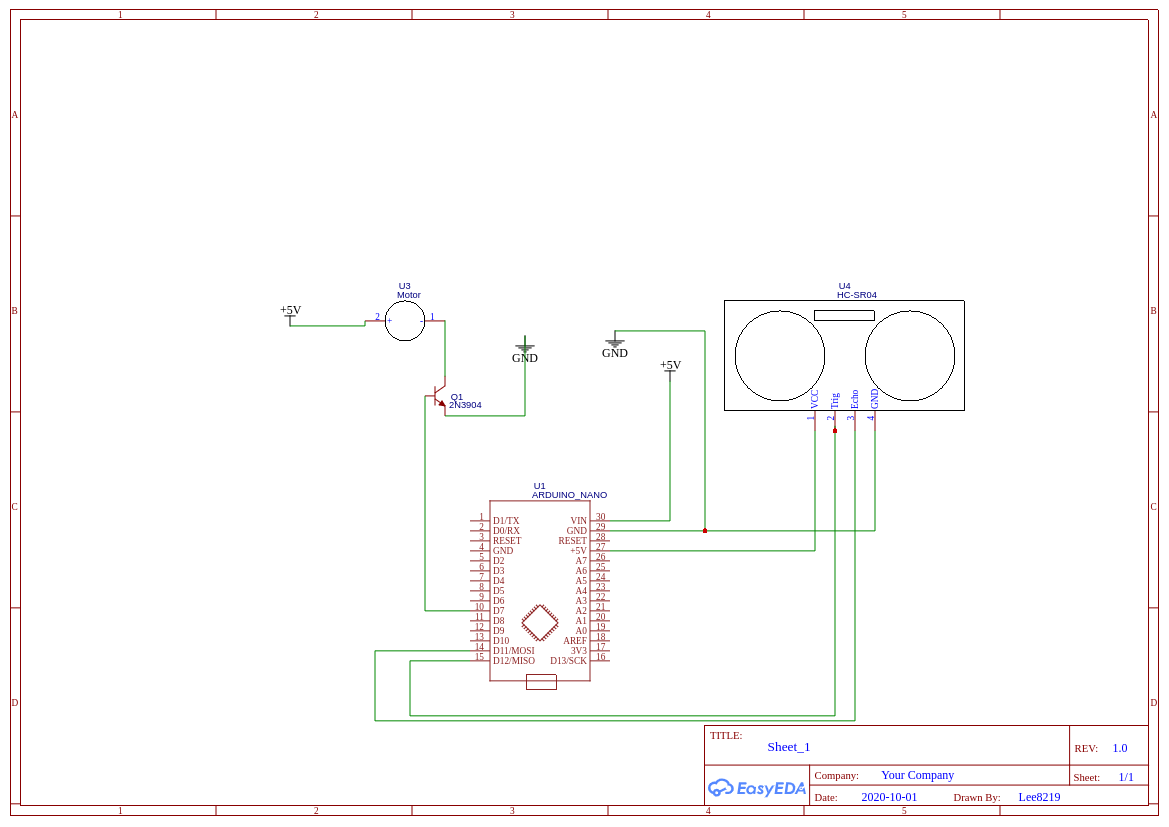 1 2 3 4 5
A A
B B
C C
D D
1 2 3 4 5
+5V
U3
Motor
2 + - 1
GND
Q1
2N3904
GND
+5V
U4
HC-SR04
VCC Trig Echo GND
1 2 3 4
U1
ARDUINO_NANO
1 D1/TX VIN 30
2 D0/RX GND 29
3 RESET RESET 28
4 GND +5V 27
5 D2 A7 26
6 D3 A6 25
7 D4 A5 24
8 D5 A4 23
9 D6 A3 22
10 D7 A2 21
11 D8 A1 20
12 D9 A0 19
13 D10 AREF 18
14 D11/MOSI 3V3 17
15 D12/MISO D13/SCK 16
TITLE:
Sheet_1
REV: 1.0
EasyEDA
Company: Your Company
Sheet: 1/1
Date: 2020-10-01 Drawn By: Lee8219